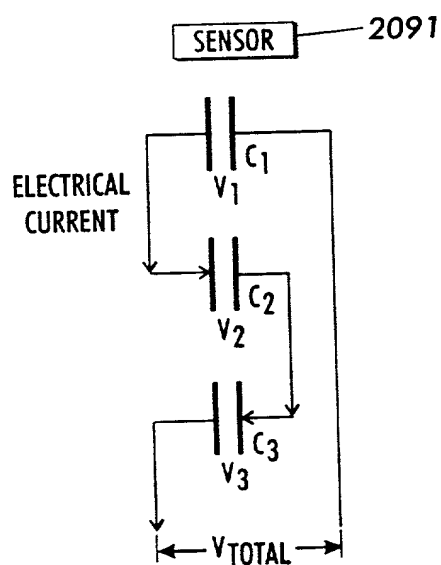 SENSOR
2091
C1
V1
ELECTRICAL
CURRENT
C2
V2
C3
V3
VTOTAL